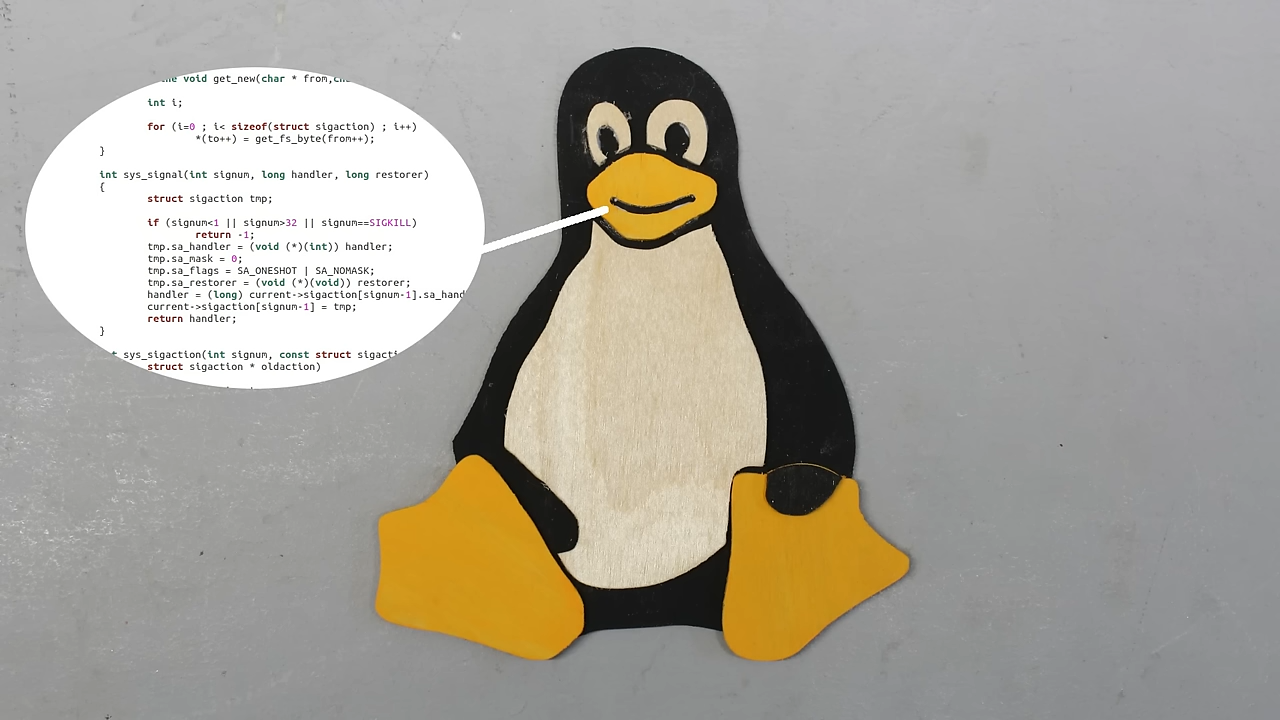 void get_new(char * from,
int i;
for (i=0 ; i< sizeof(struct sigaction) ; i++)
*(to++) = get_fs_byte(from++);
}
int sys_signal(int signum, long handler, long restorer)
{
struct sigaction tmp;
if (signum<1 || signum>32 || signum==SIGKILL)
return -1;
tmp.sa_handler = (void (*)(int)) handler;
tmp.sa_mask = 0;
tmp.sa_flags = SA_ONESHOT | SA_NOMASK;
tmp.sa_restorer = (void (*)(void)) restorer;
handler = (long) current->sigaction[signum-1].sa_hand
current->sigaction[signum-1] = tmp;
return handler;
}
sys_sigaction(int signum, const struct sigacti
struct sigaction * oldaction)